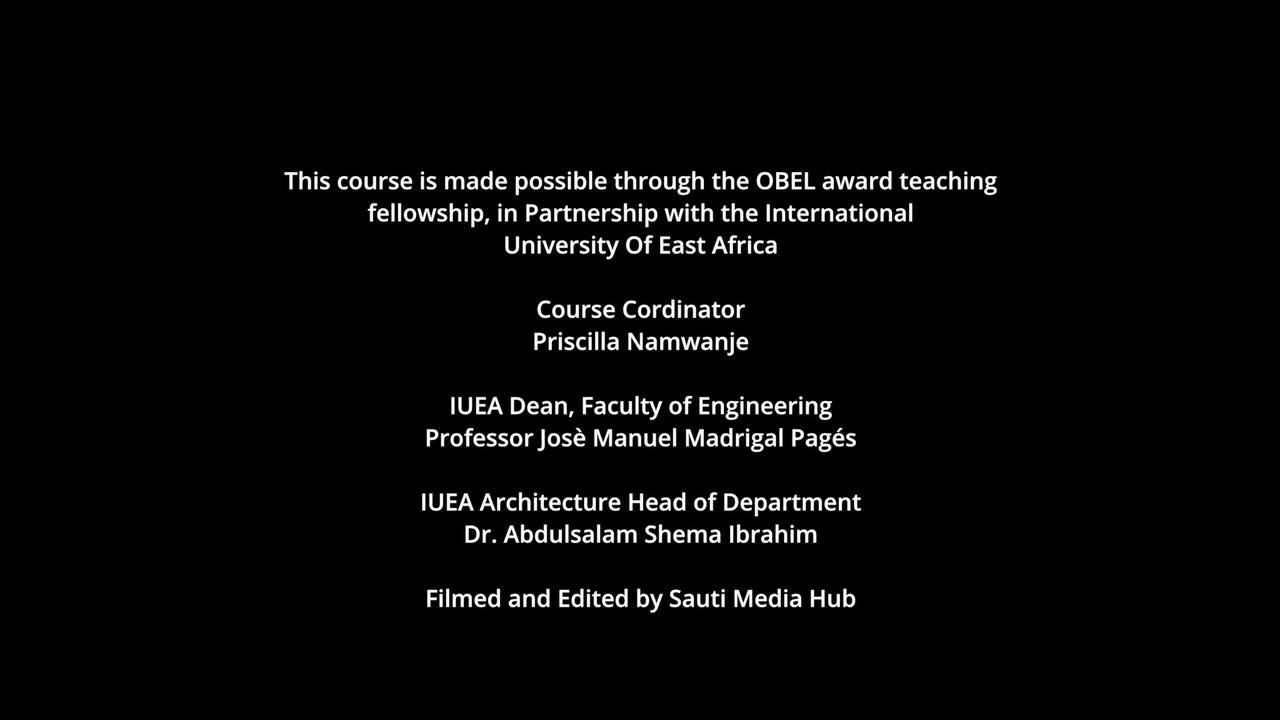 This course is made possible through the OBEL award teaching
fellowship, in Partnership with the International
University Of East Africa
Course Cordinator
Priscilla Namwanje
IUEA Dean, Faculty of Engineering
Professor Josè Manuel Madrigal Pagés
IUEA Architecture Head of Department
Dr. Abdulsalam Shema Ibrahim
Filmed and Edited by Sauti Media Hub